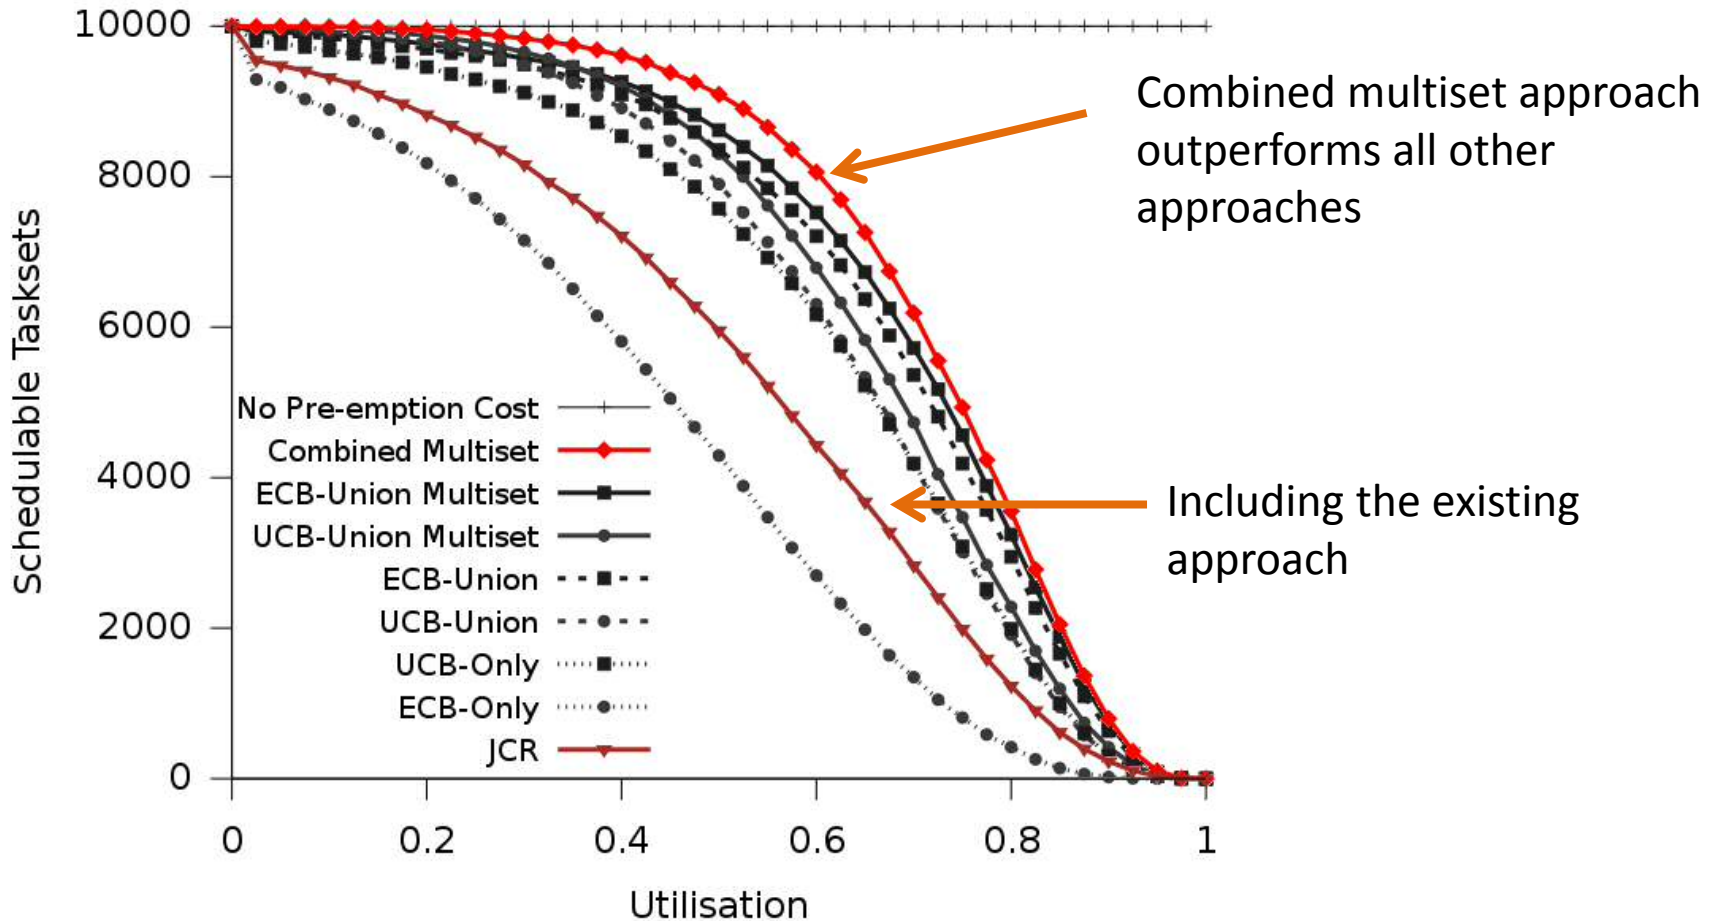 10000
8000
6000
4000
2000
0
Schedulable Tasksets
No Pre-emption Cost
Combined Multiset
ECB-Union Multiset
UCB-Union Multiset
ECB-Union
UCB-Union
UCB-Only
ECB-Only
JCR
0 0.2 0.4 0.6 0.8 1
Utilisation
Combined multiset approach
outperforms all other
approaches
Including the existing
approach